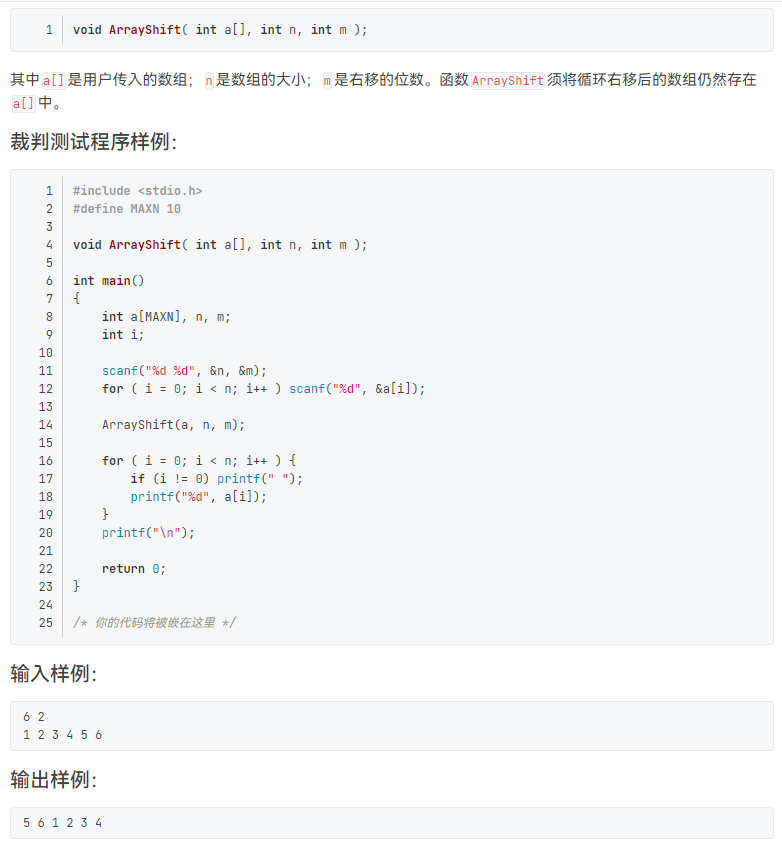 1 void ArrayShift( int a[], int n, int m );
其中a[]是用户传入的数组；n是数组的大小；m是右移的位数。函数ArrayShift须将循环右移后的数组仍然存在
a[]中。
裁判测试程序样例：
1 #include <stdio.h>
2 #define MAXN 10
3
4 void ArrayShift( int a[], int n, int m );
5
6 int main()
7 {
8     int a[MAXN], n, m;
9     int i;
10
11     scanf("%d %d", &n, &m);
12     for ( i = 0; i < n; i++ ) scanf("%d", &a[i]);
13
14     ArrayShift(a, n, m);
15
16     for ( i = 0; i < n; i++ ) {
17         if (i != 0) printf(" ");
18         printf("%d", a[i]);
19     }
20     printf("\n");
21
22     return 0;
23 }
24
25 /* 你的代码将被嵌在这里 */
输入样例：
6 2
1 2 3 4 5 6
输出样例：
5 6 1 2 3 4